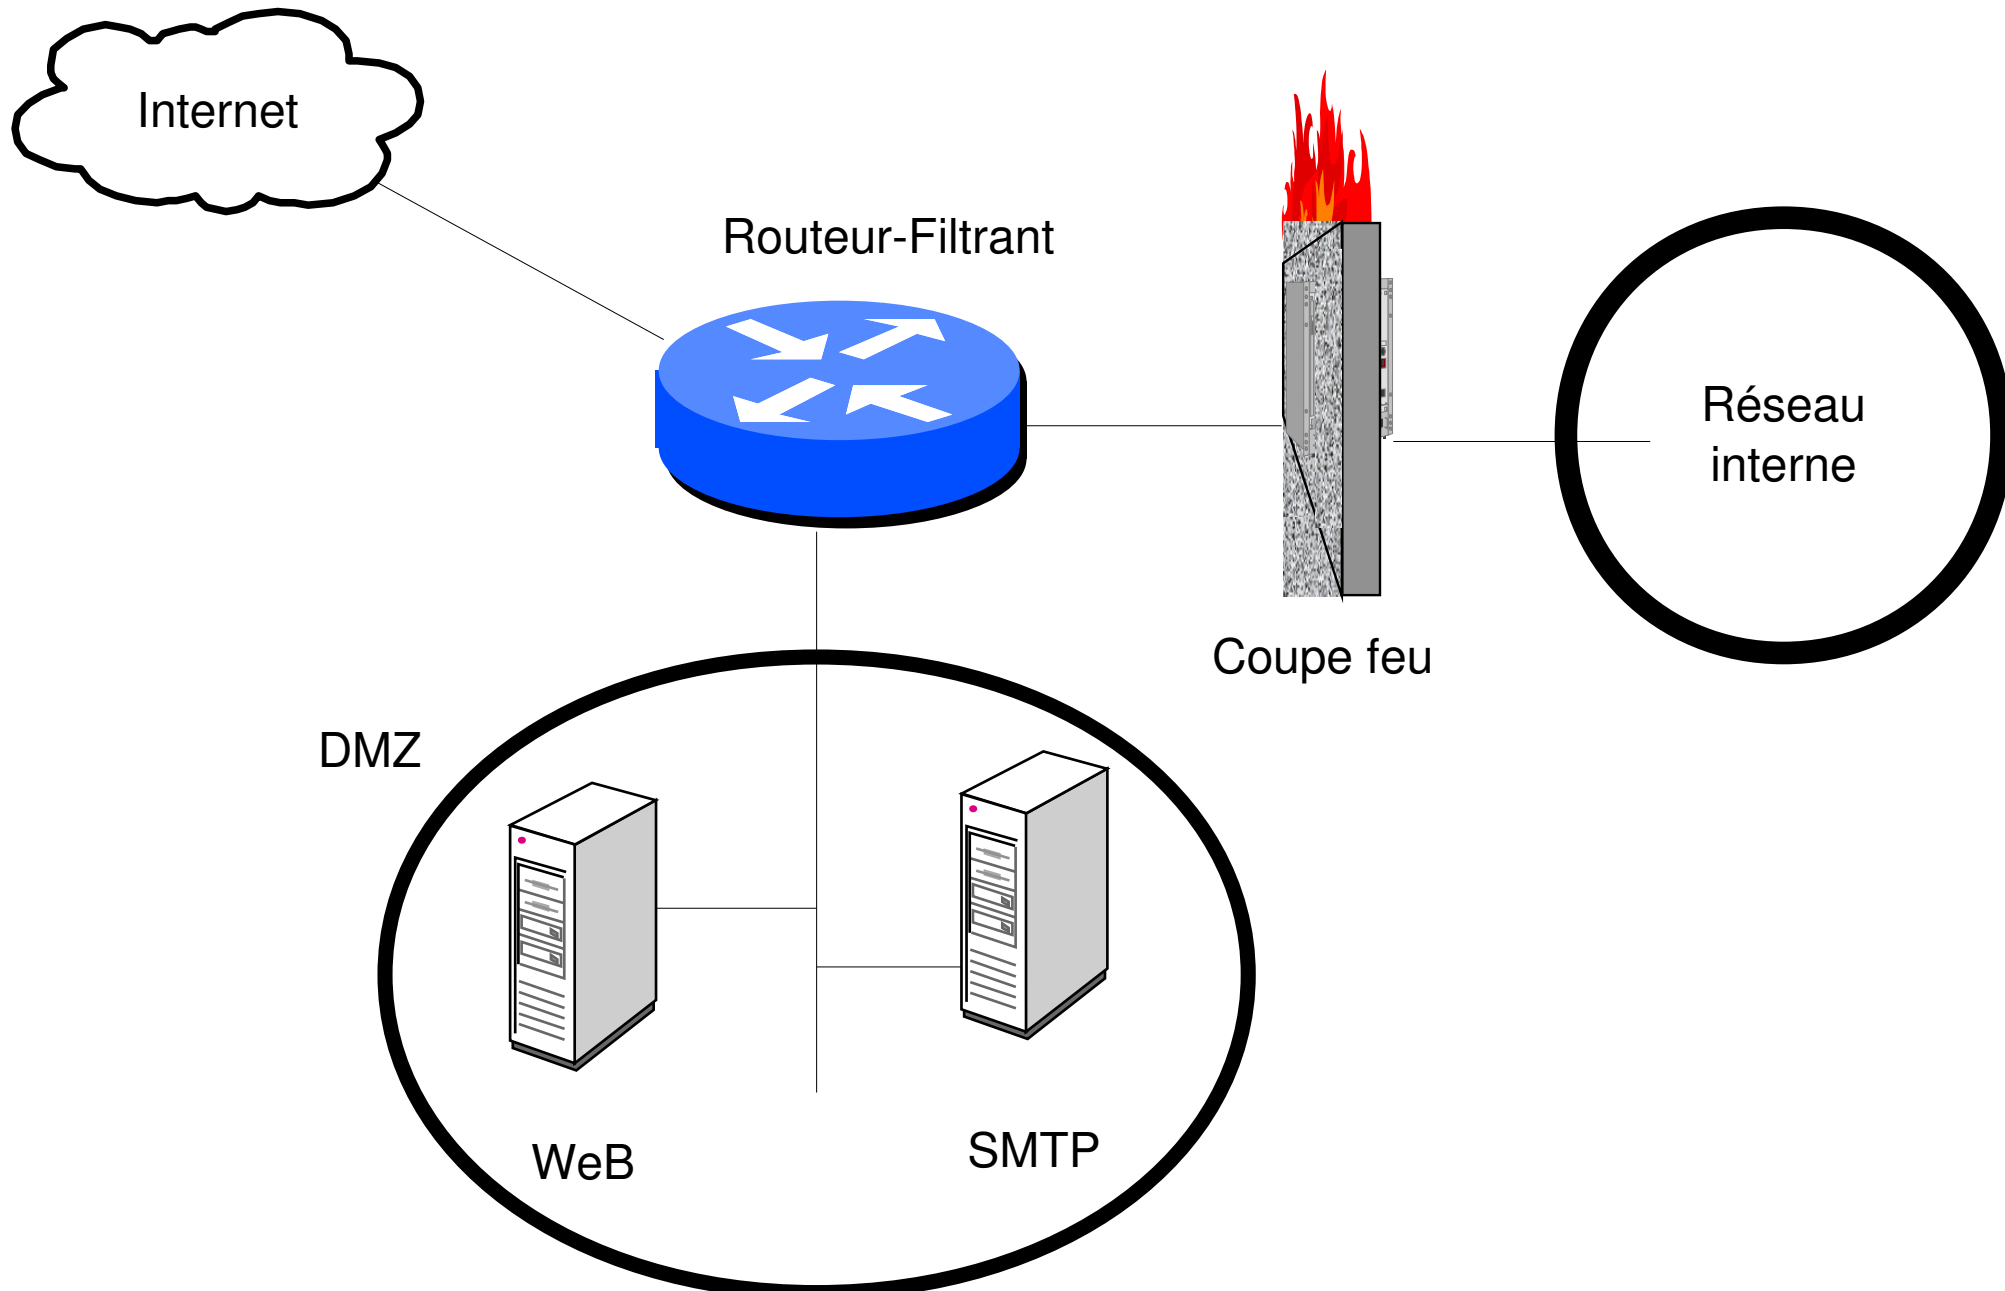 Internet
Routeur-Filtrant
Réseau
interne
Coupe feu
DMZ
WeB
SMTP